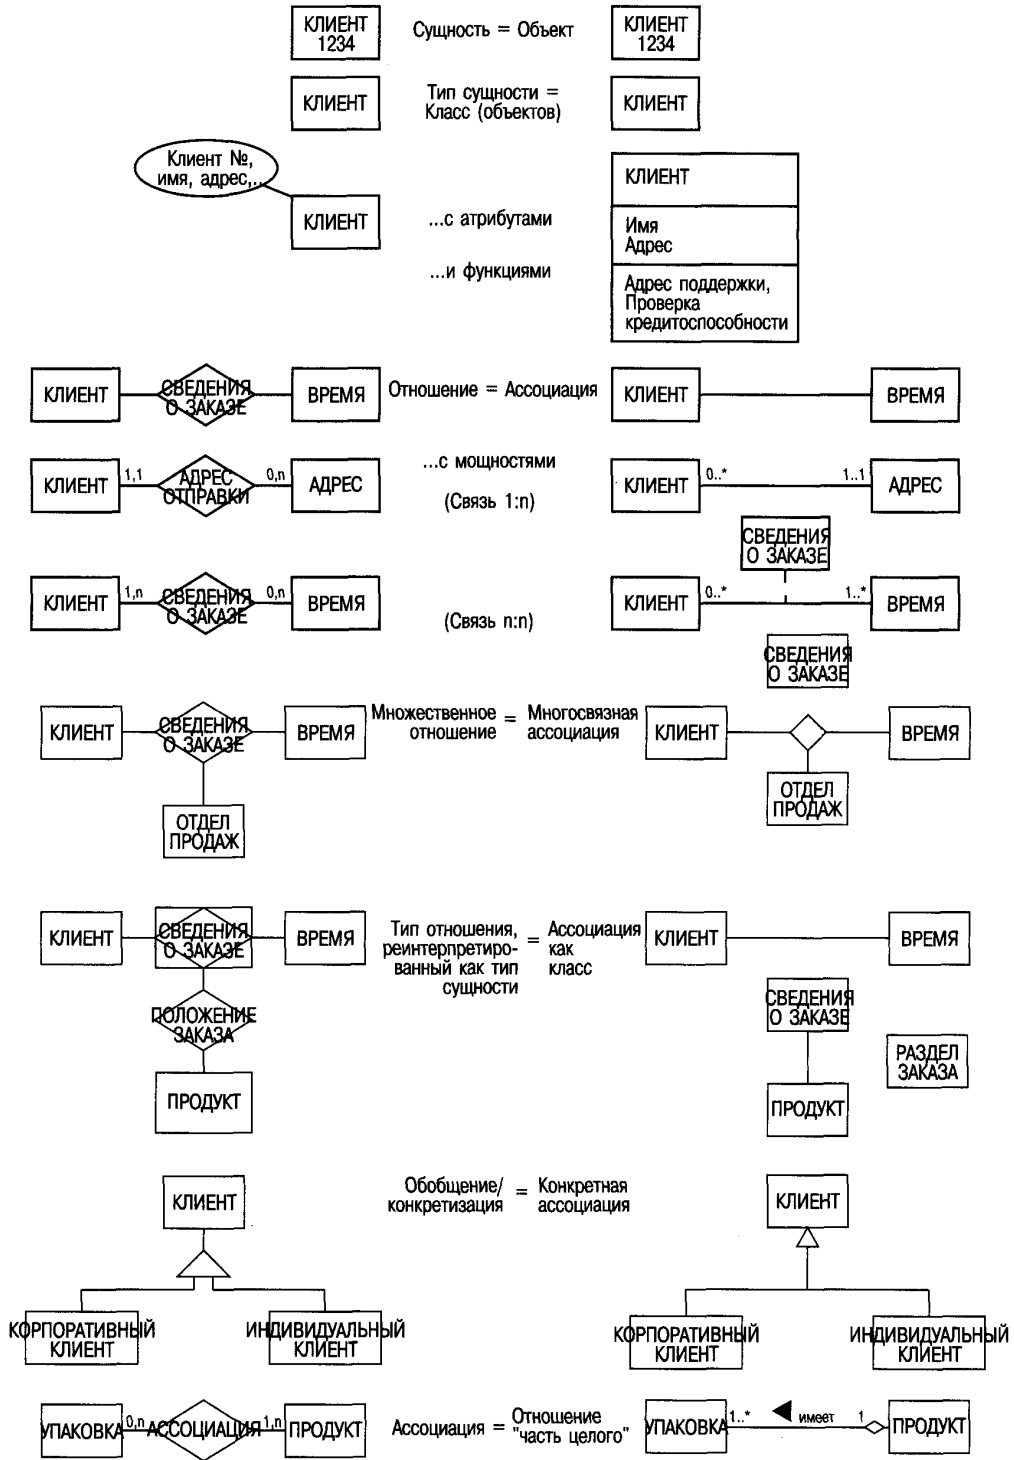 КЛИЕНТ
1234
Сущность = Объект
КЛИЕНТ
1234
КЛИЕНТ
Тип сущности =
Класс (объектов)
КЛИЕНТ
Клиент №,
имя, адрес,...
КЛИЕНТ
...с атрибутами
...и функциями
КЛИЕНТ
Имя
Адрес
Адрес поддержки,
Проверка
кредитоспособности
КЛИЕНТ
СВЕДЕНИЯ
О ЗАКАЗЕ
ВРЕМЯ
Отношение = Ассоциация
КЛИЕНТ
ВРЕМЯ
КЛИЕНТ
1,1
АДРЕС
ОТПРАВКИ
0,n
АДРЕС
...с мощностями
(Связь 1:n)
КЛИЕНТ
0..*
1..1
АДРЕС
КЛИЕНТ
1,n
СВЕДЕНИЯ
О ЗАКАЗЕ
0,n
ВРЕМЯ
(Связь n:n)
СВЕДЕНИЯ
О ЗАКАЗЕ
КЛИЕНТ
0..*
1..*
ВРЕМЯ
КЛИЕНТ
СВЕДЕНИЯ
О ЗАКАЗЕ
ВРЕМЯ
ОТДЕЛ
ПРОДАЖ
Множественное = Многосвязная
отношение ассоциация
СВЕДЕНИЯ
О ЗАКАЗЕ
КЛИЕНТ
ВРЕМЯ
ОТДЕЛ
ПРОДАЖ
КЛИЕНТ
СВЕДЕНИЯ
О ЗАКАЗЕ
ВРЕМЯ
ПОЛОЖЕНИЕ
ЗАКАЗА
ПРОДУКТ
Тип отношения, Ассоциация
реинтерпретиро- = как
ванный как тип класс
сущности
КЛИЕНТ
ВРЕМЯ
СВЕДЕНИЯ
О ЗАКАЗЕ
РАЗДЕЛ
ЗАКАЗА
ПРОДУКТ
КЛИЕНТ
КОРПОРАТИВНЫЙ
КЛИЕНТ
ИНДИВИДУАЛЬНЫЙ
КЛИЕНТ
Обобщение/ = Конкретная
конкретизация ассоциация
КЛИЕНТ
КОРПОРАТИВНЫЙ
КЛИЕНТ
ИНДИВИДУАЛЬНЫЙ
КЛИЕНТ
УПАКОВКА
0,n
АССОЦИАЦИЯ
1,n
ПРОДУКТ
Ассоциация = Отношение
"часть целого"
УПАКОВКА
1..*
имеет
1
ПРОДУКТ